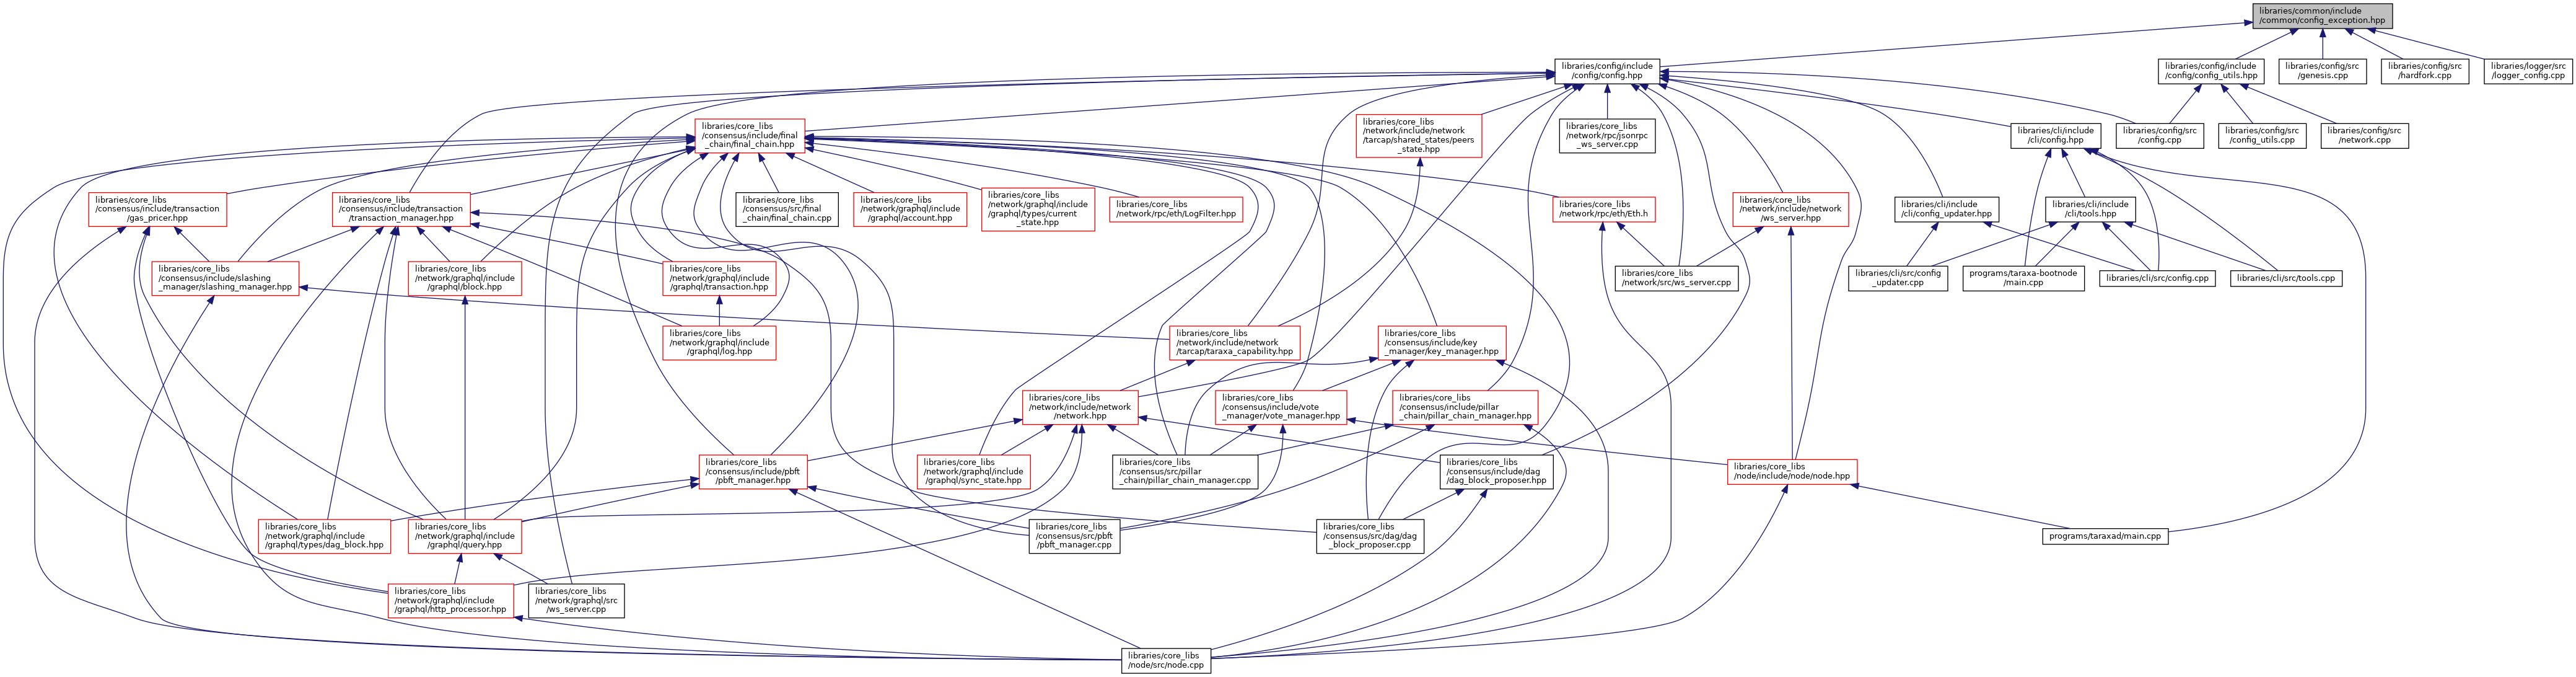 libraries/common/include
/common/config_exception.hpp
libraries/config/include
/config/config.hpp
libraries/config/include
/config/config_utils.hpp
libraries/config/src
/genesis.cpp
libraries/config/src
/hardfork.cpp
libraries/logger/src
/logger_config.cpp
libraries/core_libs
/consensus/include/final
_chain/final_chain.hpp
libraries/core_libs
/network/include/network
/tarcap/shared_states/peers
_state.hpp
libraries/core_libs
/network/rpc/jsonrpc
_ws_server.cpp
libraries/cli/include
/cli/config.hpp
libraries/config/src
/config.cpp
libraries/config/src
/config_utils.cpp
libraries/config/src
/network.cpp
libraries/core_libs
/consensus/include/transaction
/gas_pricer.hpp
libraries/core_libs
/consensus/include/transaction
/transaction_manager.hpp
libraries/core_libs
/consensus/src/final
_chain/final_chain.cpp
libraries/core_libs
/network/graphql/include
/graphql/account.hpp
libraries/core_libs
/network/graphql/include
/graphql/types/current
_state.hpp
libraries/core_libs
/network/rpc/eth/LogFilter.hpp
libraries/core_libs
/network/rpc/eth/Eth.h
libraries/core_libs
/network/include/network
/ws_server.hpp
libraries/cli/include
/cli/config_updater.hpp
libraries/cli/include
/cli/tools.hpp
libraries/core_libs
/consensus/include/slashing
_manager/slashing_manager.hpp
libraries/core_libs
/network/graphql/include
/graphql/block.hpp
libraries/core_libs
/network/graphql/include
/graphql/transaction.hpp
libraries/core_libs
/network/src/ws_server.cpp
libraries/cli/src/config
_updater.cpp
programs/taraxa-bootnode
/main.cpp
libraries/cli/src/config.cpp
libraries/cli/src/tools.cpp
libraries/core_libs
/network/graphql/include
/graphql/log.hpp
libraries/core_libs
/network/include/network
/tarcap/taraxa_capability.hpp
libraries/core_libs
/consensus/include/key
_manager/key_manager.hpp
libraries/core_libs
/network/include/network
/network.hpp
libraries/core_libs
/consensus/include/vote
_manager/vote_manager.hpp
libraries/core_libs
/consensus/include/pillar
_chain/pillar_chain_manager.hpp
libraries/core_libs
/consensus/include/pbft
/pbft_manager.hpp
libraries/core_libs
/network/graphql/include
/graphql/sync_state.hpp
libraries/core_libs
/consensus/src/pillar
_chain/pillar_chain_manager.cpp
libraries/core_libs
/consensus/include/dag
/dag_block_proposer.hpp
libraries/core_libs
/node/include/node/node.hpp
libraries/core_libs
/network/graphql/include
/graphql/types/dag_block.hpp
libraries/core_libs
/network/graphql/include
/graphql/query.hpp
libraries/core_libs
/consensus/src/pbft
/pbft_manager.cpp
libraries/core_libs
/consensus/src/dag/dag
_block_proposer.cpp
programs/taraxad/main.cpp
libraries/core_libs
/network/graphql/include
/graphql/http_processor.hpp
libraries/core_libs
/network/graphql/src
/ws_server.cpp
libraries/core_libs
/node/src/node.cpp